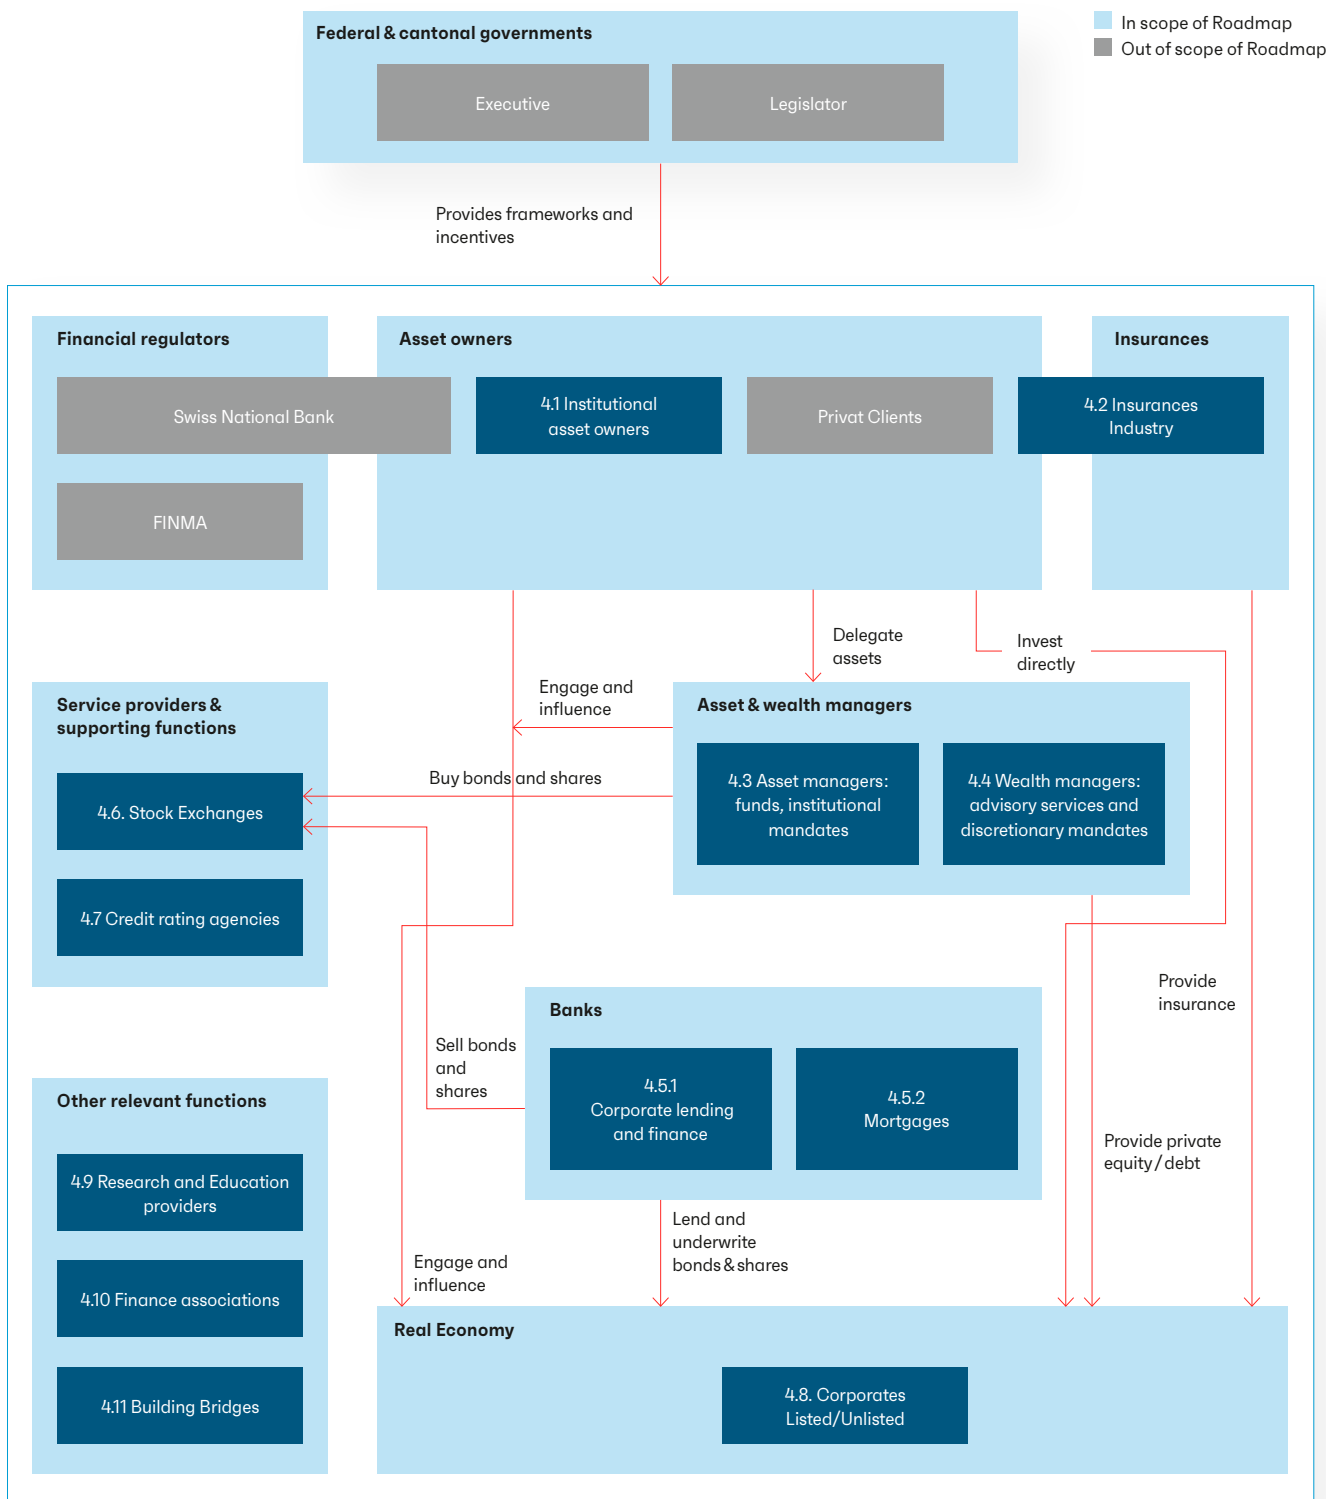 Federal & cantonal governments
In scope of Roadmap
Out of scope of Roadmap
Executive
Legislator
Provides frameworks and
incentives
Financial regulators
Asset owners
Insurances
Swiss National Bank
4.1 Institutional
asset owners
Privat Clients
4.2 Insurances
Industry
FINMA
Delegate
assets
Invest
directly
Engage and
influence
Service providers &
supporting functions
Asset & wealth managers
Buy bonds and shares
4.6. Stock Exchanges
4.3 Asset managers:
funds, institutional
mandates
4.4 Wealth managers:
advisory services and
discretionary mandates
4.7 Credit rating agencies
Provide
insurance
Banks
Sell bonds
and
shares
4.5.1
Corporate lending
and finance
4.5.2
Mortgages
Other relevant functions
Provide private
equity / debt
4.9 Research and Education
providers
Lend and
underwrite
bonds & shares
Engage and
influence
4.10 Finance associations
Real Economy
4.11 Building Bridges
4.8. Corporates
Listed/Unlisted